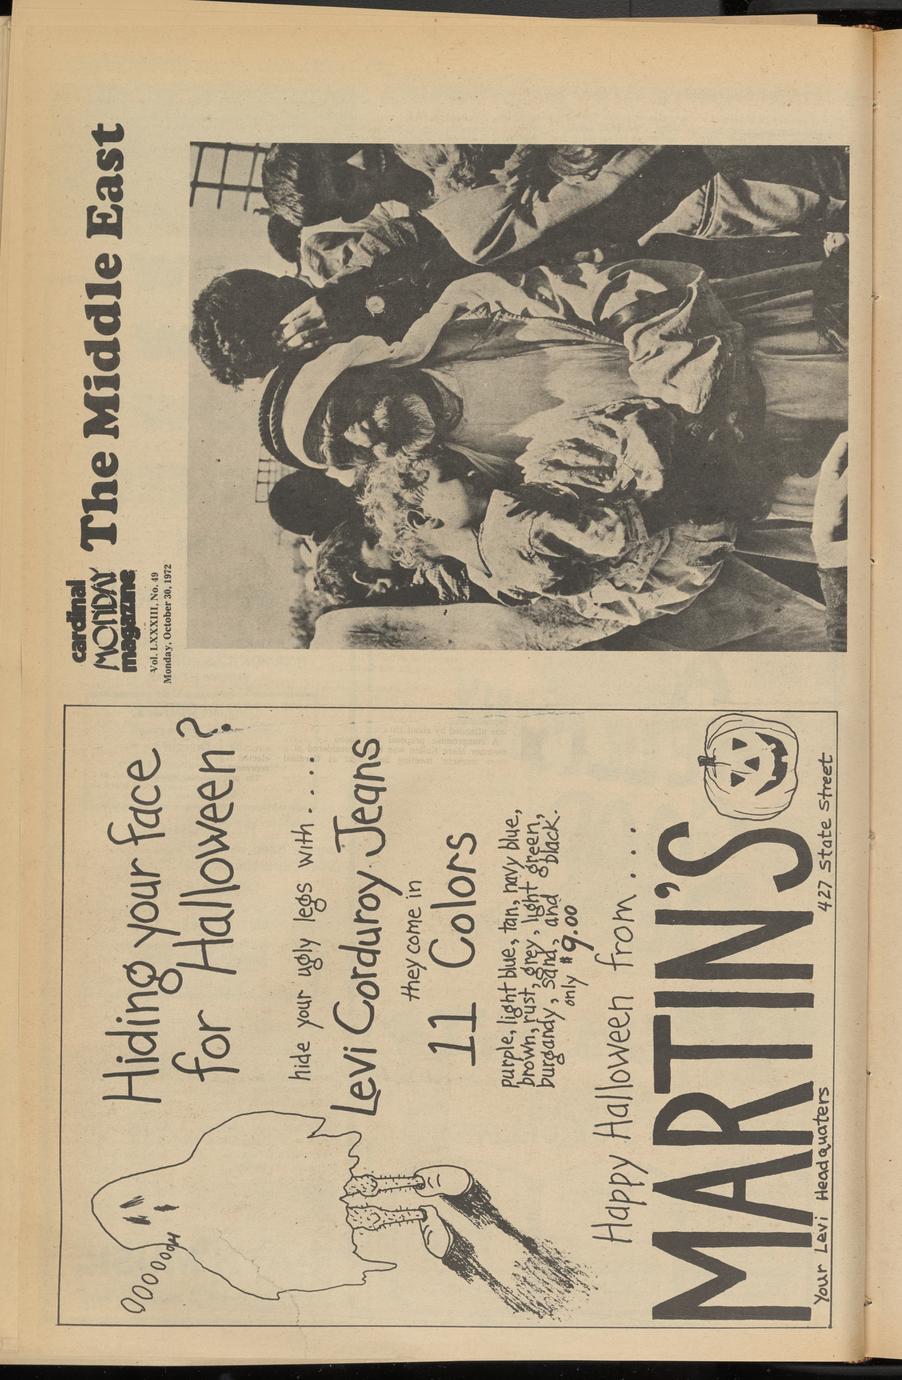 cardinal
MONDAY
magazine
The Middle East
Vol. LXXXIII, No. 49
Monday, October 30, 1972
Hiding your face
for Halloween?
hide your ugly legs with.....
Levi Corduroy Jeans
they come in
11 Colors
purple, light blue, tan, navy blue,
brown, rust, grey, light green,
burgandy, sand, and black.
only $9.00
Happy Halloween from....
MARTIN'S
Your Levi Headquaters
427 State Street